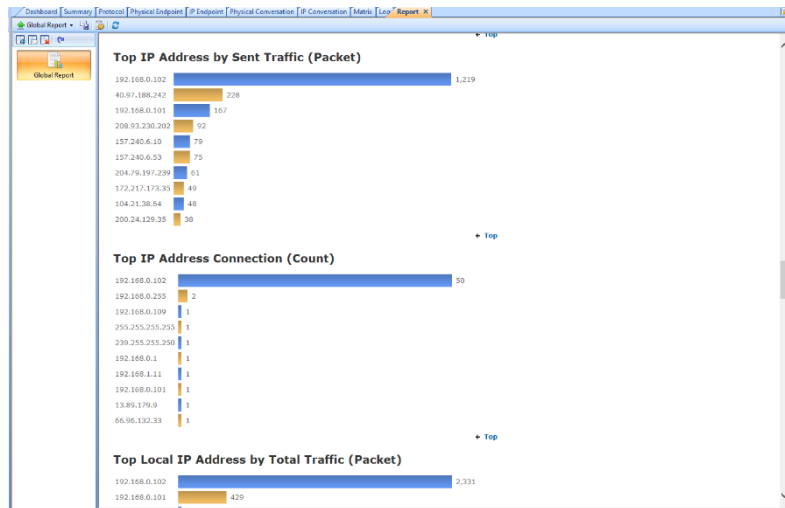 Dashboard Summary Protocol Physical Endpoint IP Endpoint Physical Conversation IP Conversation Matrix Log Report
Global Report
Global Report
Top
Top IP Address by Sent Traffic (Packet)
192.168.0.102 1,219
40.97.188.242 228
192.168.0.101 167
208.93.230.202 92
157.240.6.10 79
157.240.6.53 75
204.79.197.239 61
172.217.173.35 49
104.21.38.64 48
200.24.129.35 38
Top
Top IP Address Connection (Count)
192.168.0.102 50
192.168.0.255 2
192.168.0.109 1
255.255.255.255 1
239.255.255.250 1
192.168.0.1 1
192.168.1.11 1
192.168.0.101 1
13.89.179.9 1
66.96.132.33 1
Top
Top Local IP Address by Total Traffic (Packet)
192.168.0.102 2,331
192.168.0.101 429